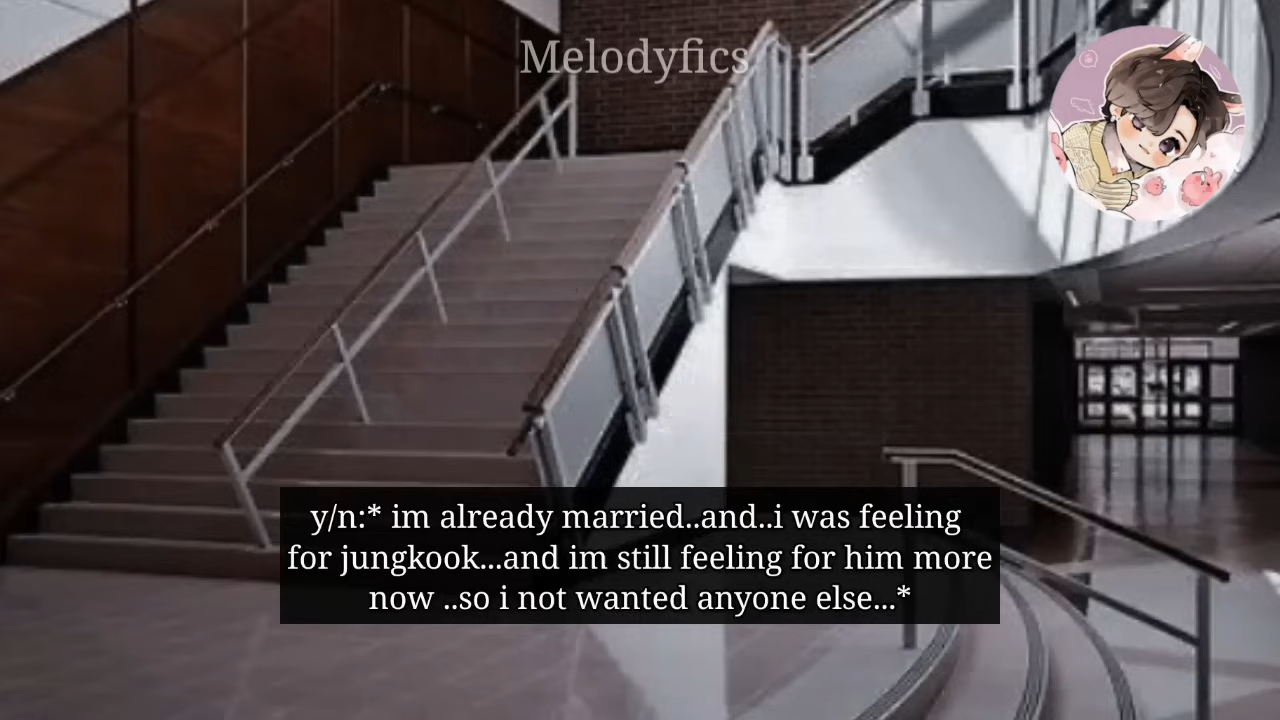 Melodyfics
y/n:* im already married..and..i was feeling
for jungkook...and im still feeling for him more
now ..so i not wanted anyone else...*